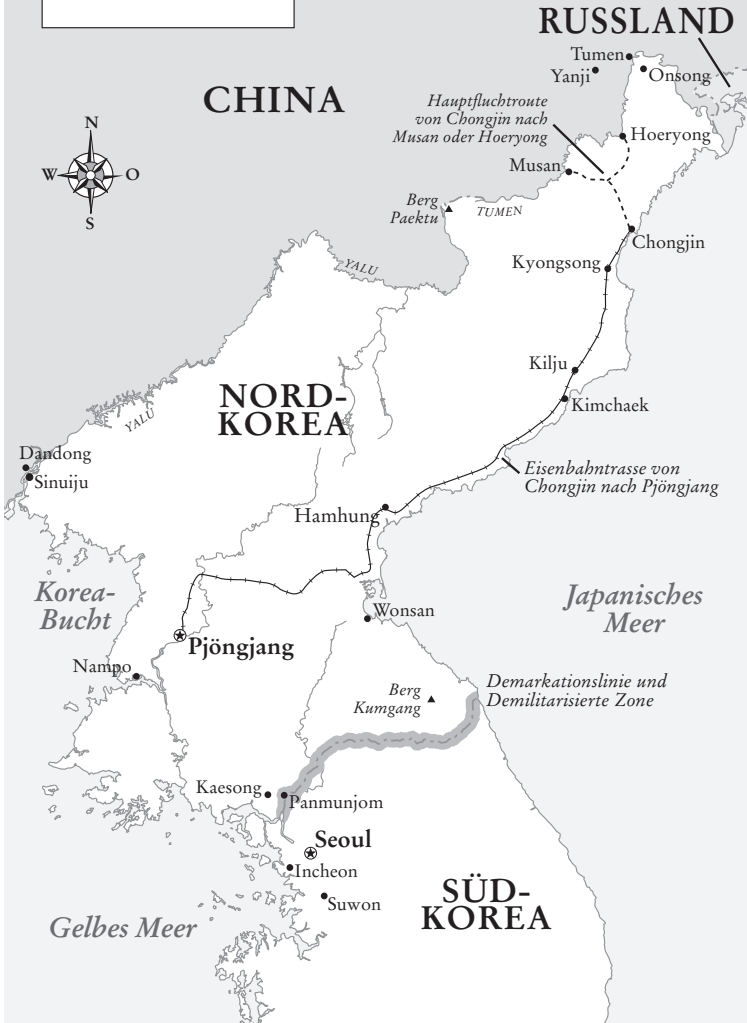 RUSSLAND
Tumen
Yanji
Onsong
CHINA
Hauptfluchtroute
von Chongjin nach
Musan oder Hoeryong
Hoeryong
N
W
O
S
Musan
Berg
Paektu
TUMEN
Chongjin
Kyongsong
YALU
Kilju
NORD-
KOREA
Kimchaek
YALU
Dandong
Sinuiju
Eisenbahntrasse von
Chongjin nach Pjöngjang
Hamhung
Korea-
Bucht
Japanisches
Meer
Wonsan
Pjöngjang
Nampo
Berg
Kumgang
Demarkationslinie und
Demilitarisierte Zone
Kaesong
Panmunjom
Seoul
Incheon
SÜD-
KOREA
Suwon
Gelbes Meer